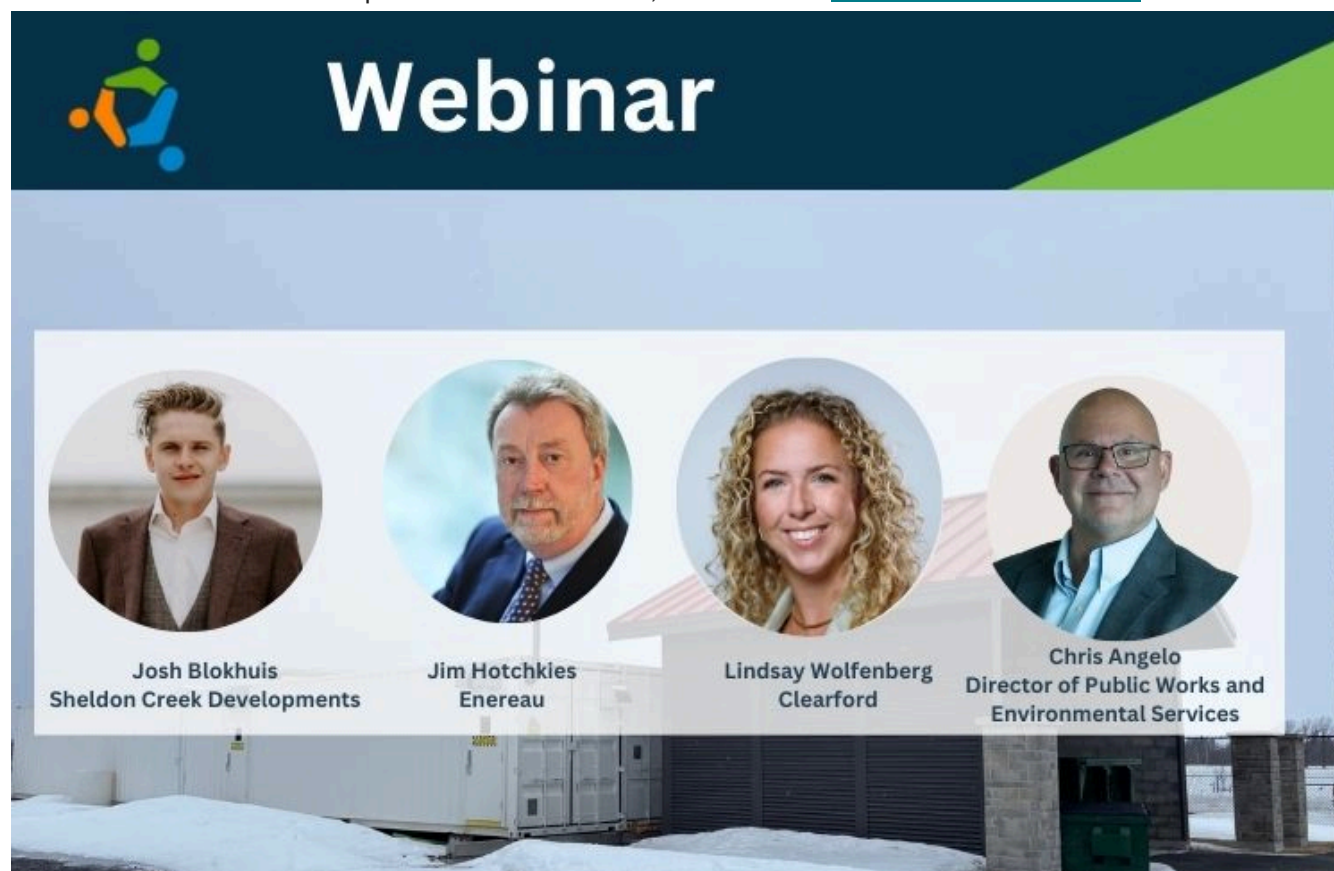 Webinar
Josh Blokhuis
Sheldon Creek Developments
Jim Hotchkies
Enereau
Lindsay Wolfenberg
Clearford
Chris Angelo
Director of Public Works and
Environmental Services